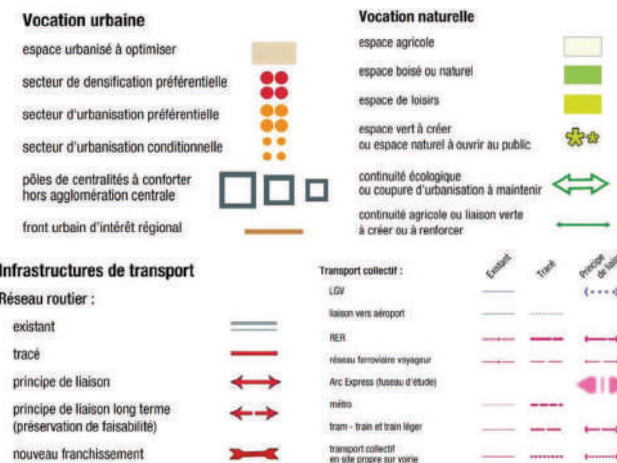 Vocation urbaine
espace urbanisé à optimiser
secteur de densification préférentielle
secteur d'urbanisation préférentielle
secteur d'urbanisation conditionnelle
pôles de centralités à conforter
hors agglomération centrale
front urbain d'intérêt régional
Vocation naturelle
espace agricole
espace boisé ou naturel
espace de loisirs
espace vert à créer
ou espace naturel à ouvrir au public
continuité écologique
ou coupure d'urbanisation à maintenir
continuité agricole ou liaison verte
à créer ou à renforcer
Infrastructures de transport
Réseau routier :
existant
tracé
principe de liaison
principe de liaison long terme
(préservation de faisabilité)
nouveau franchissement
Transport collectif :
Existant
Tracé
Principe
de liaison
LGV
liaison vers aéroport
RER
réseau ferroviaire voyageur
Arc Express (fuseau d'étude)
métro
tram - train et train léger
transport collectif
en site propre sur voirie